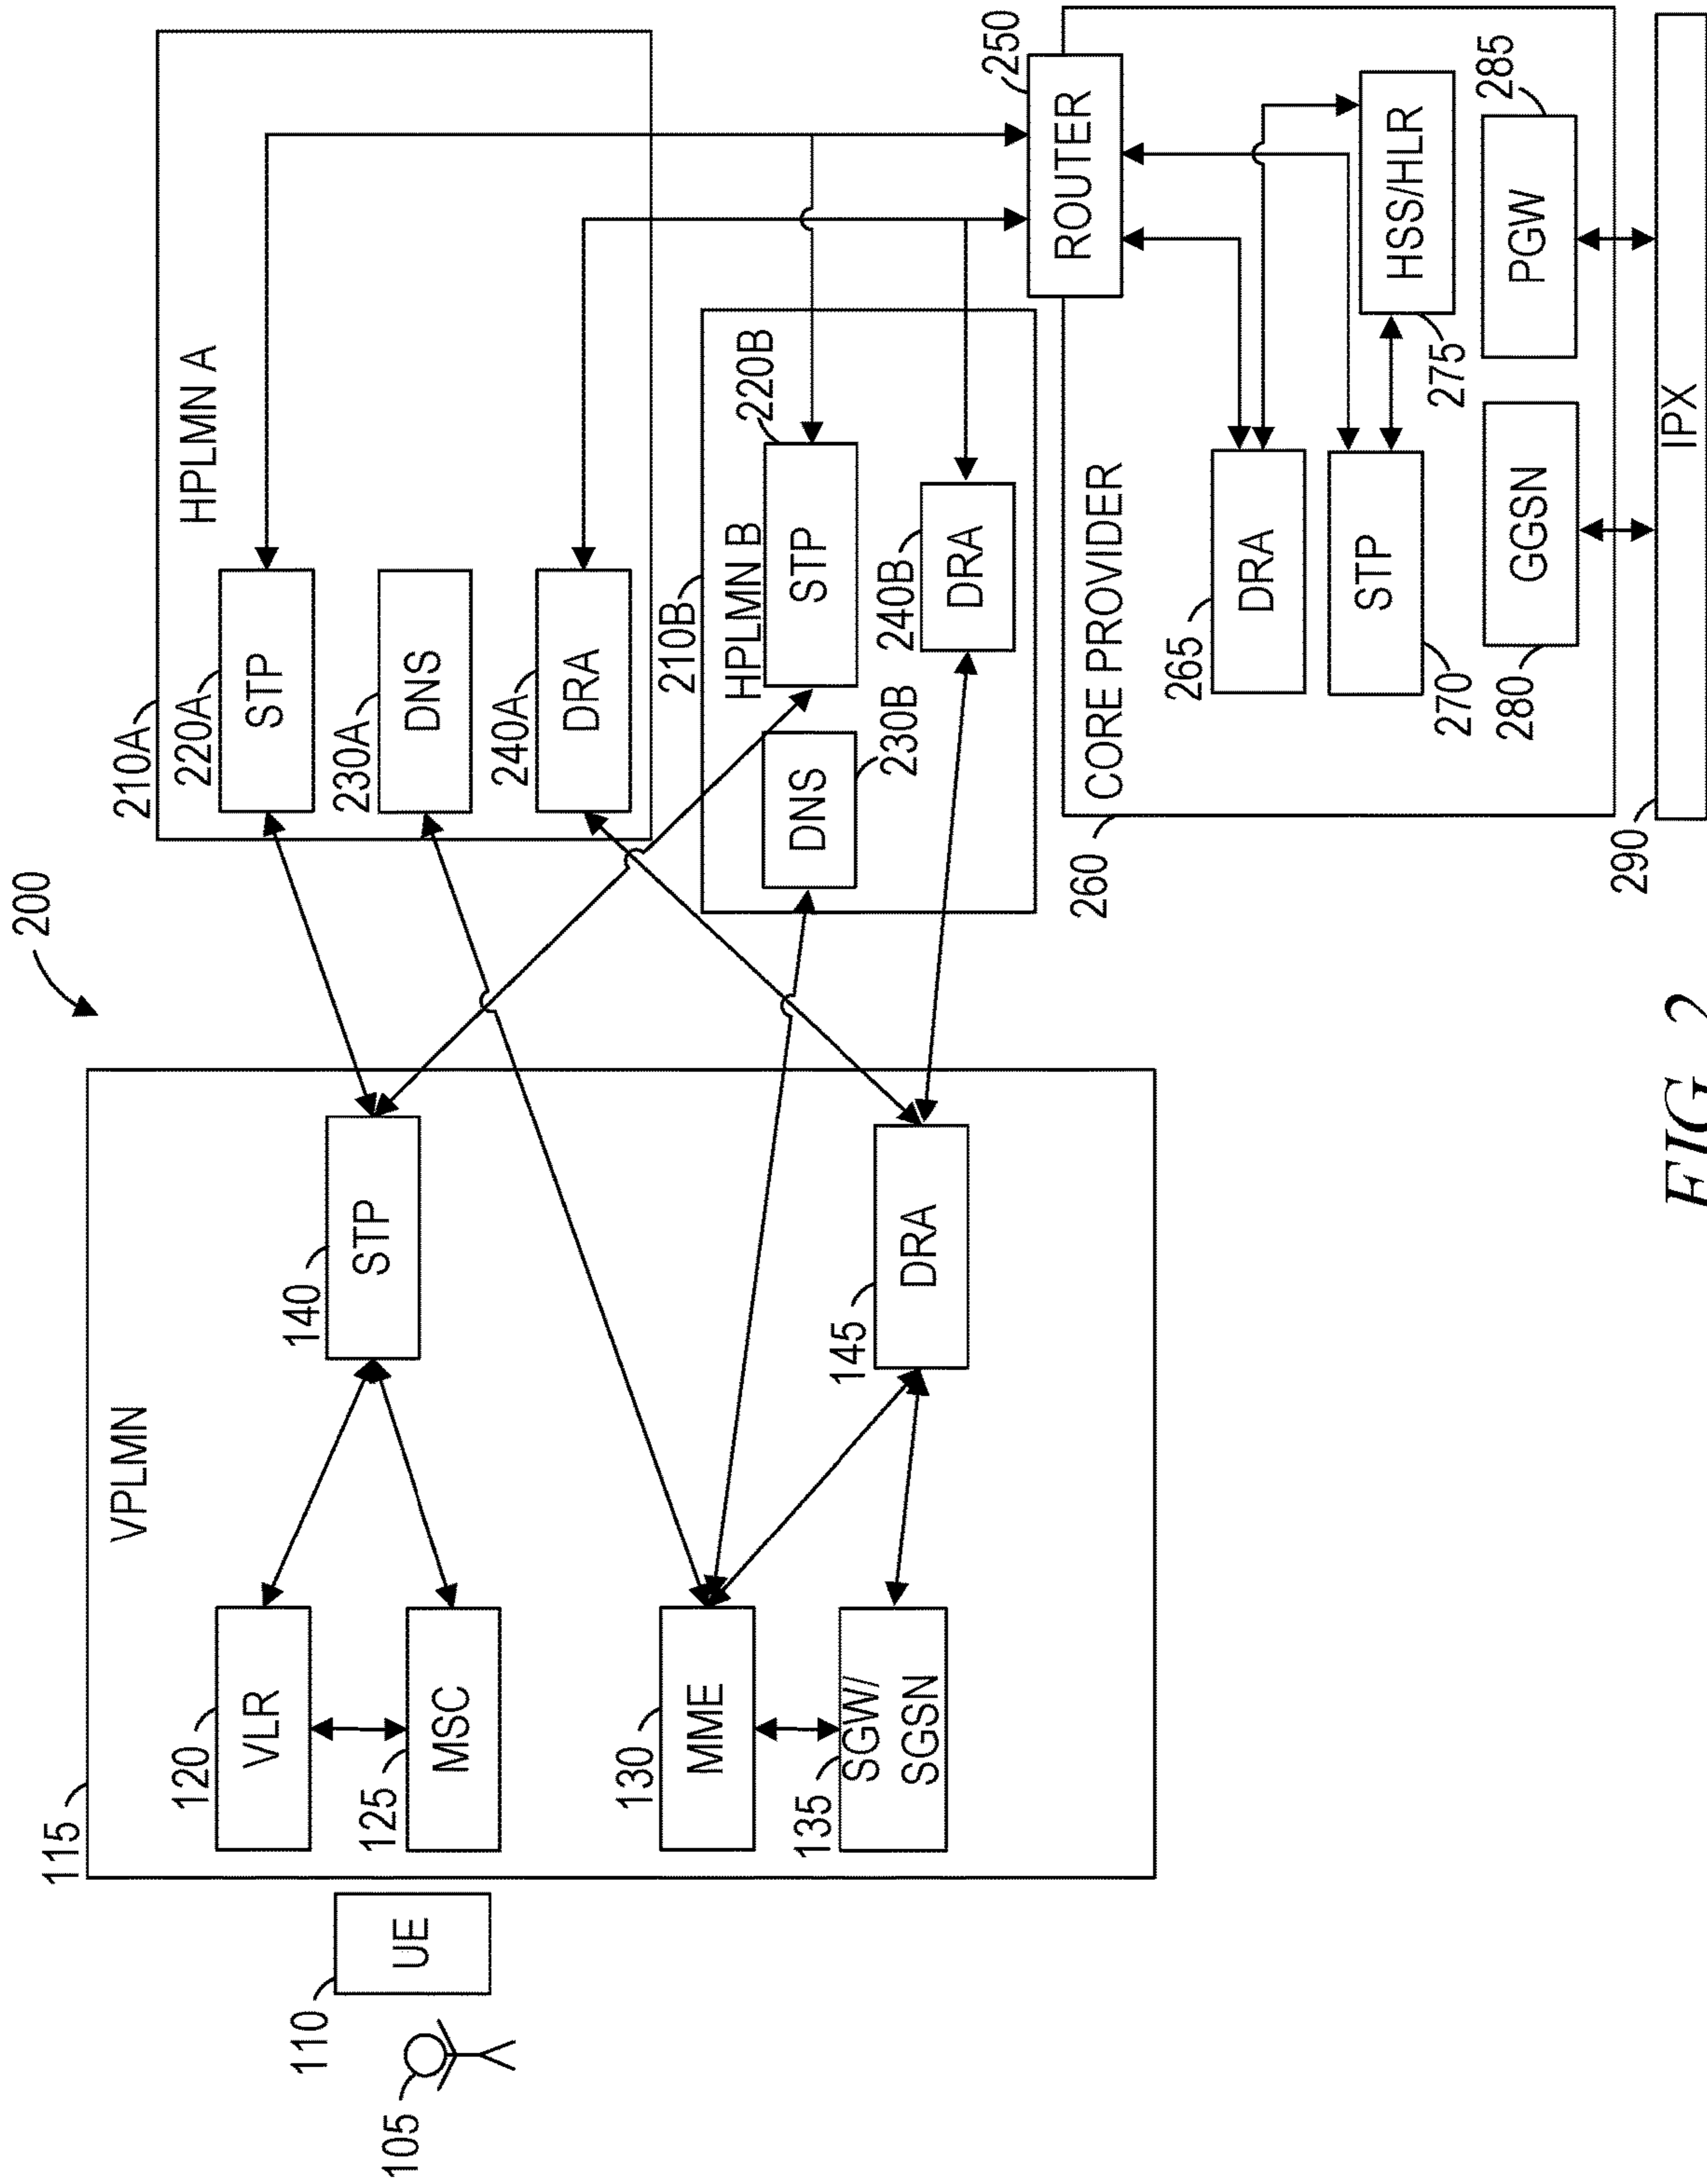 200
115
VPLMN
105
110
UE
120
VLR
125
MSC
130
MME
135
SGW/
SGSN
140
STP
145
DRA
210A
HPLMN A
220A
STP
230A
DNS
240A
DRA
210B
HPLMN B
220B
STP
DNS
230B
240B
DRA
250
ROUTER
260
CORE PROVIDER
265
DRA
STP
270
HSS/HLR
275
280
GGSN
285
PGW
290
IPX
FIG. 2